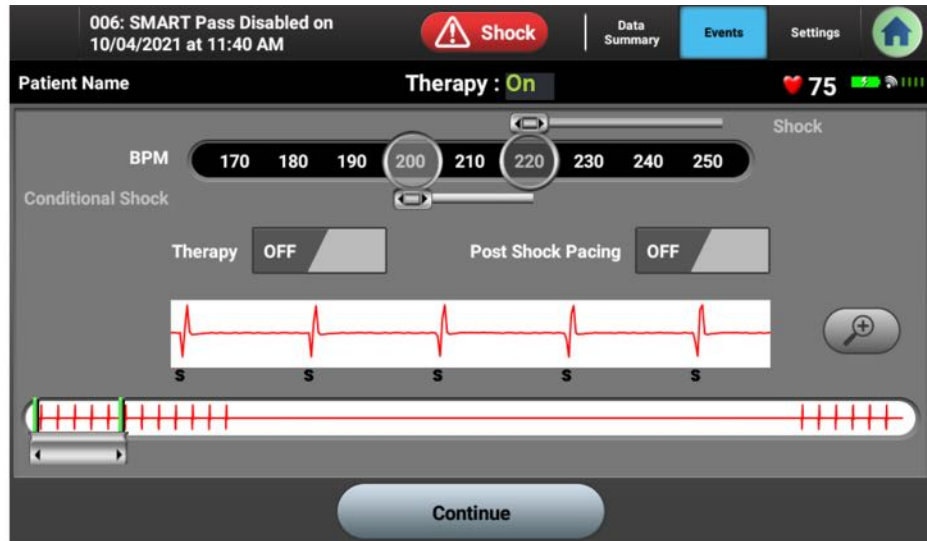 006: SMART Pass Disabled on
10/04/2021 at 11:40 AM
Shock
Data
Summary
Events
Settings
Patient Name
Therapy : On
75
Shock
BPM 170 180 190 200 210 220 230 240 250
Conditional Shock
Therapy OFF
Post Shock Pacing OFF
S S S S S
Continue